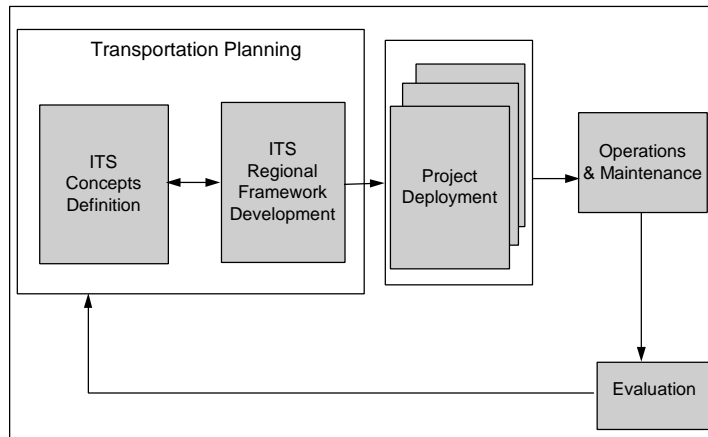 Transportation Planning
ITS
Concepts
Definition
ITS
Regional
Framework
Development
Project
Deployment
Operations
& Maintenance
Evaluation